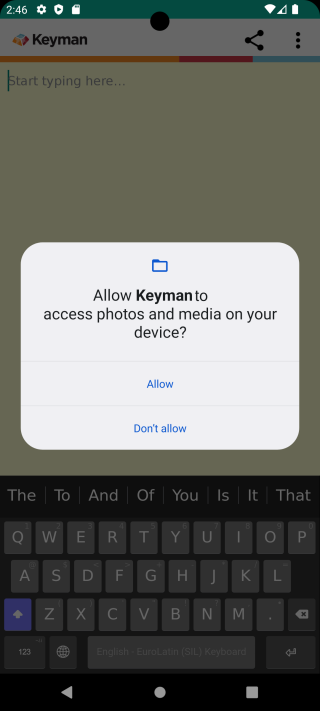 2:46
Keyman
Start typing here...
Allow Keyman to
access photos and media on your
device?
Allow
Don't allow
The To And Of You Is It That
Q W E R T Y U I O P
A S D F G H J K L
Z X C V B N M .
123 English - EuroLatin (SIL) Keyboard